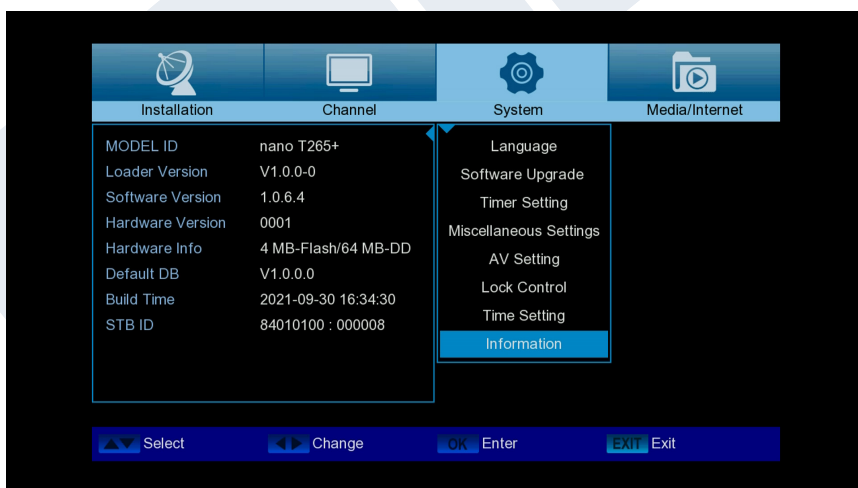 Installation Channel System Media/Internet
MODEL ID nano T265+
Loader Version V1.0.0-0
Software Version 1.0.6.4
Hardware Version 0001
Hardware Info 4 MB-Flash/64 MB-DD
Default DB V1.0.0.0
Build Time 2021-09-30 16:34:30
STB ID 84010100 : 000008
Language
Software Upgrade
Timer Setting
Miscellaneous Settings
AV Setting
Lock Control
Time Setting
Information
Select Change OK Enter EXIT Exit